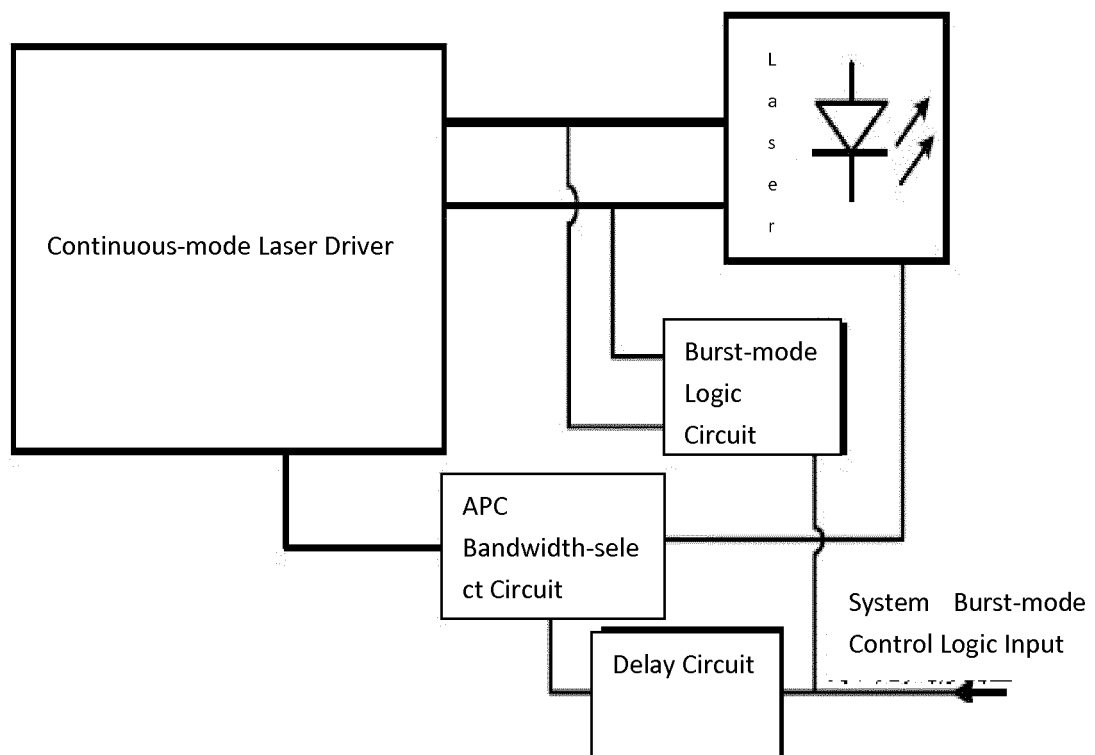 L
a
s
e
r
Continuous-mode Laser Driver
Burst-mode
Logic
Circuit
APC
Bandwidth-sele
ct Circuit
System Burst-mode
Control Logic Input
Delay Circuit